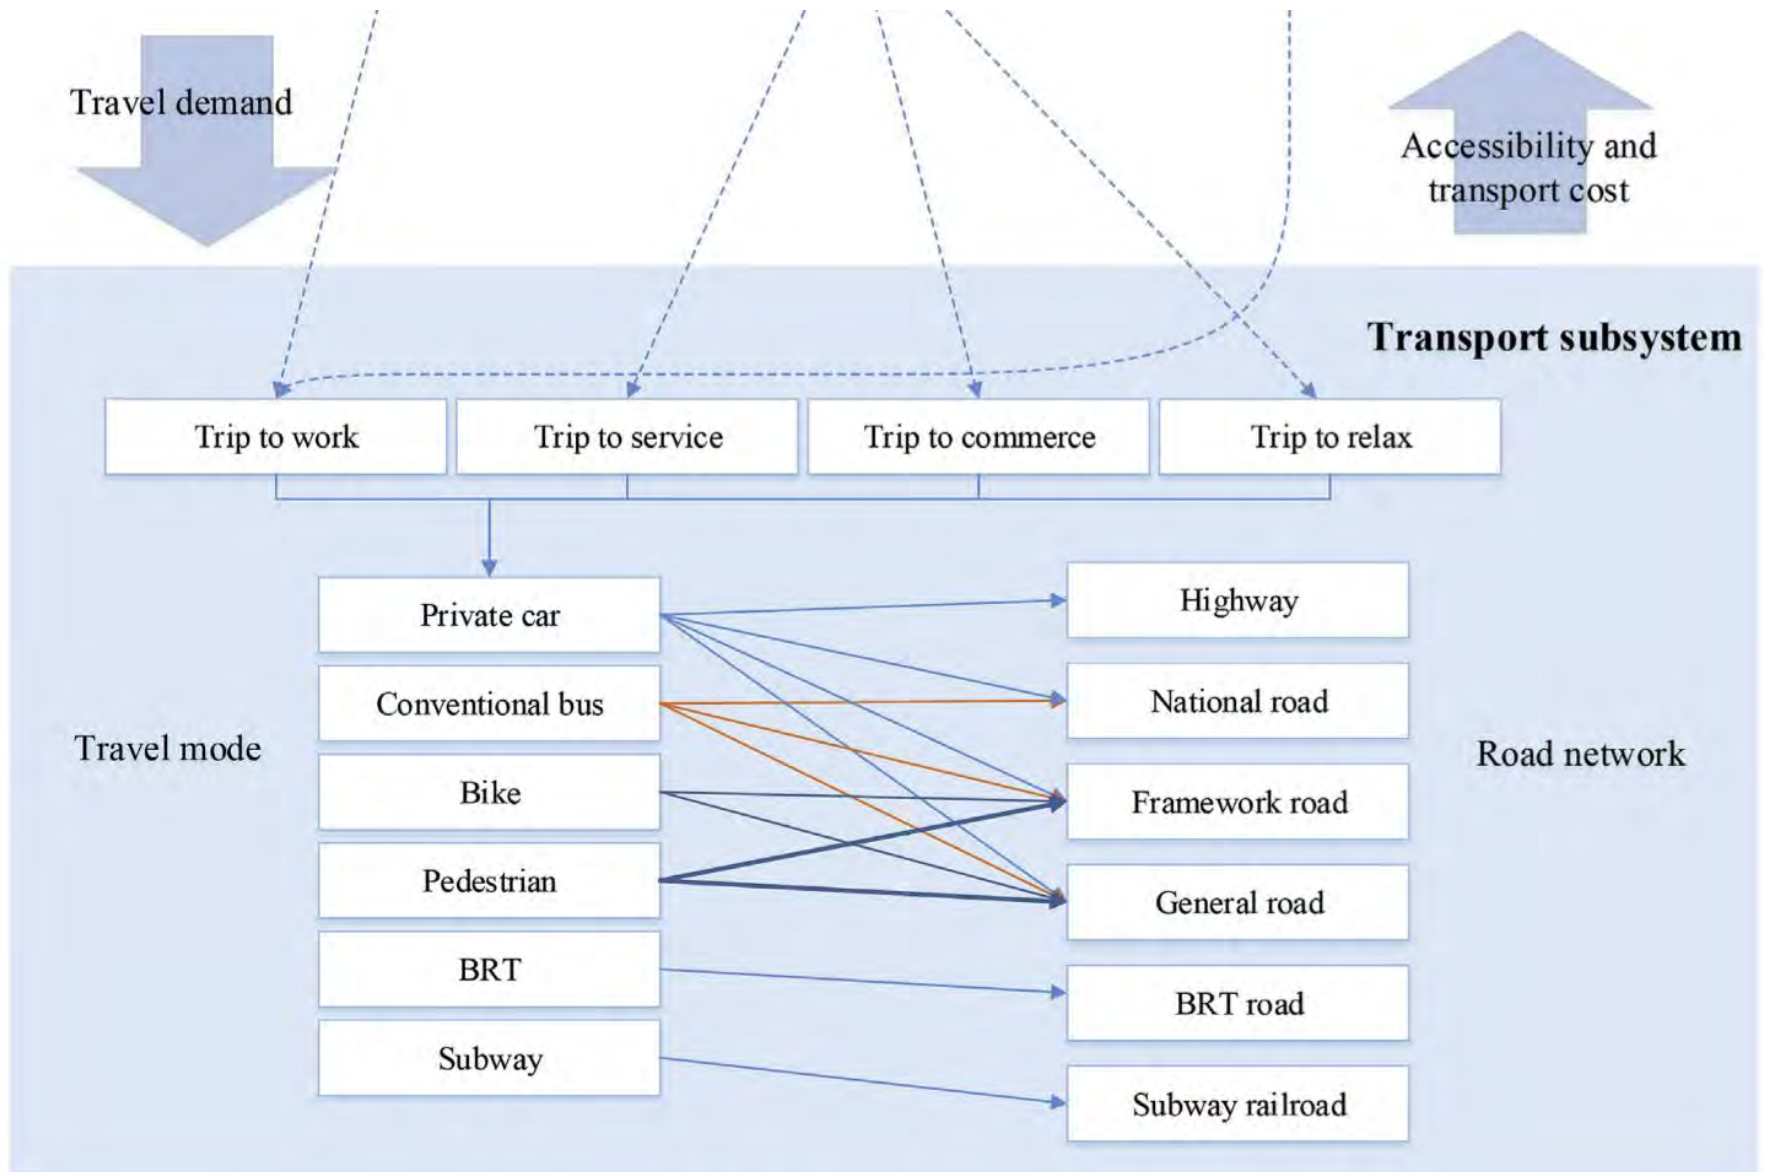 Travel demand
Accessibility and
transport cost
Transport subsystem
Trip to work
Trip to service
Trip to commerce
Trip to relax
Travel mode
Private car
Conventional bus
Bike
Pedestrian
BRT
Subway
Highway
National road
Framework road
General road
BRT road
Subway railroad
Road network